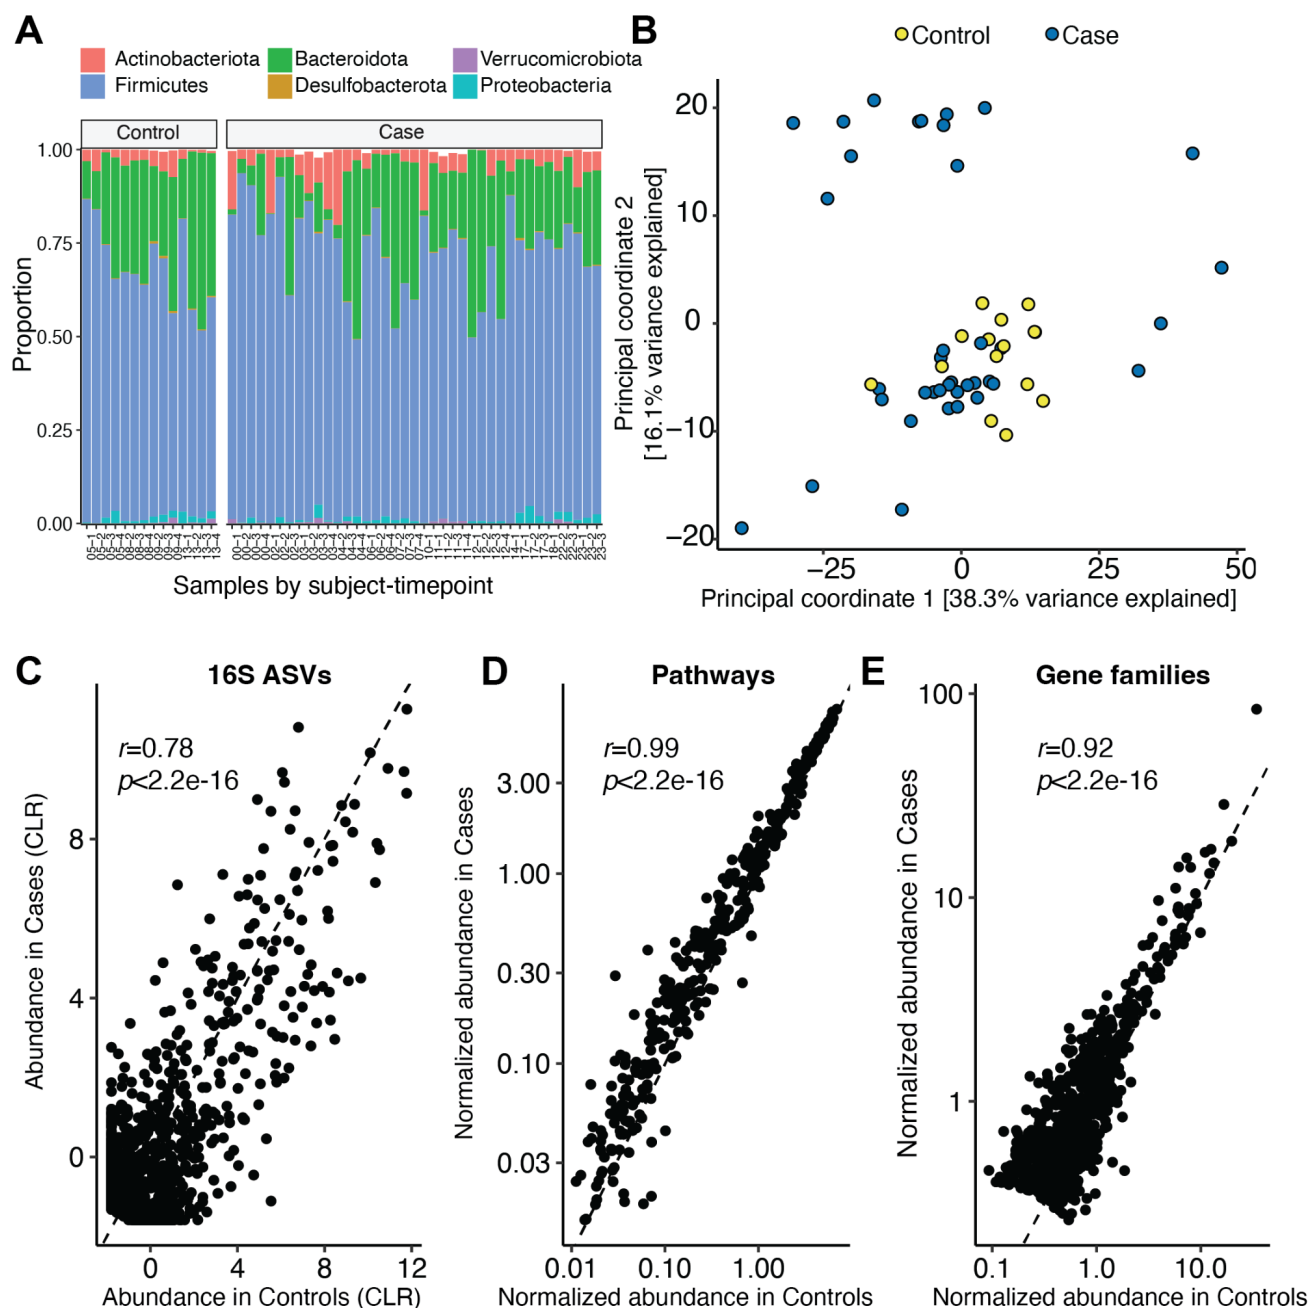 A
Actinobacteriota Bacteroidota Verrucomicrobiota
Firmicutes Desulfobacterota Proteobacteria
Control Case
1.00
0.75
0.50
0.25
0.00
Proportion
Samples by subject-timepoint
B
Control Case
20
10
0
−10
−20
Principal coordinate 2
[16.1% variance explained]
−25 0 25 50
Principal coordinate 1 [38.3% variance explained]
C
16S ASVs
r=0.78
p<2.2e-16
8
4
0
Abundance in Cases (CLR)
0 4 8 12
Abundance in Controls (CLR)
D
Pathways
r=0.99
p<2.2e-16
3.00
1.00
0.30
0.10
0.03
Normalized abundance in Cases
0.01 0.10 1.00
Normalized abundance in Controls
E
Gene families
r=0.92
p<2.2e-16
100
10
1
Normalized abundance in Cases
0.1 1.0 10.0
Normalized abundance in Controls